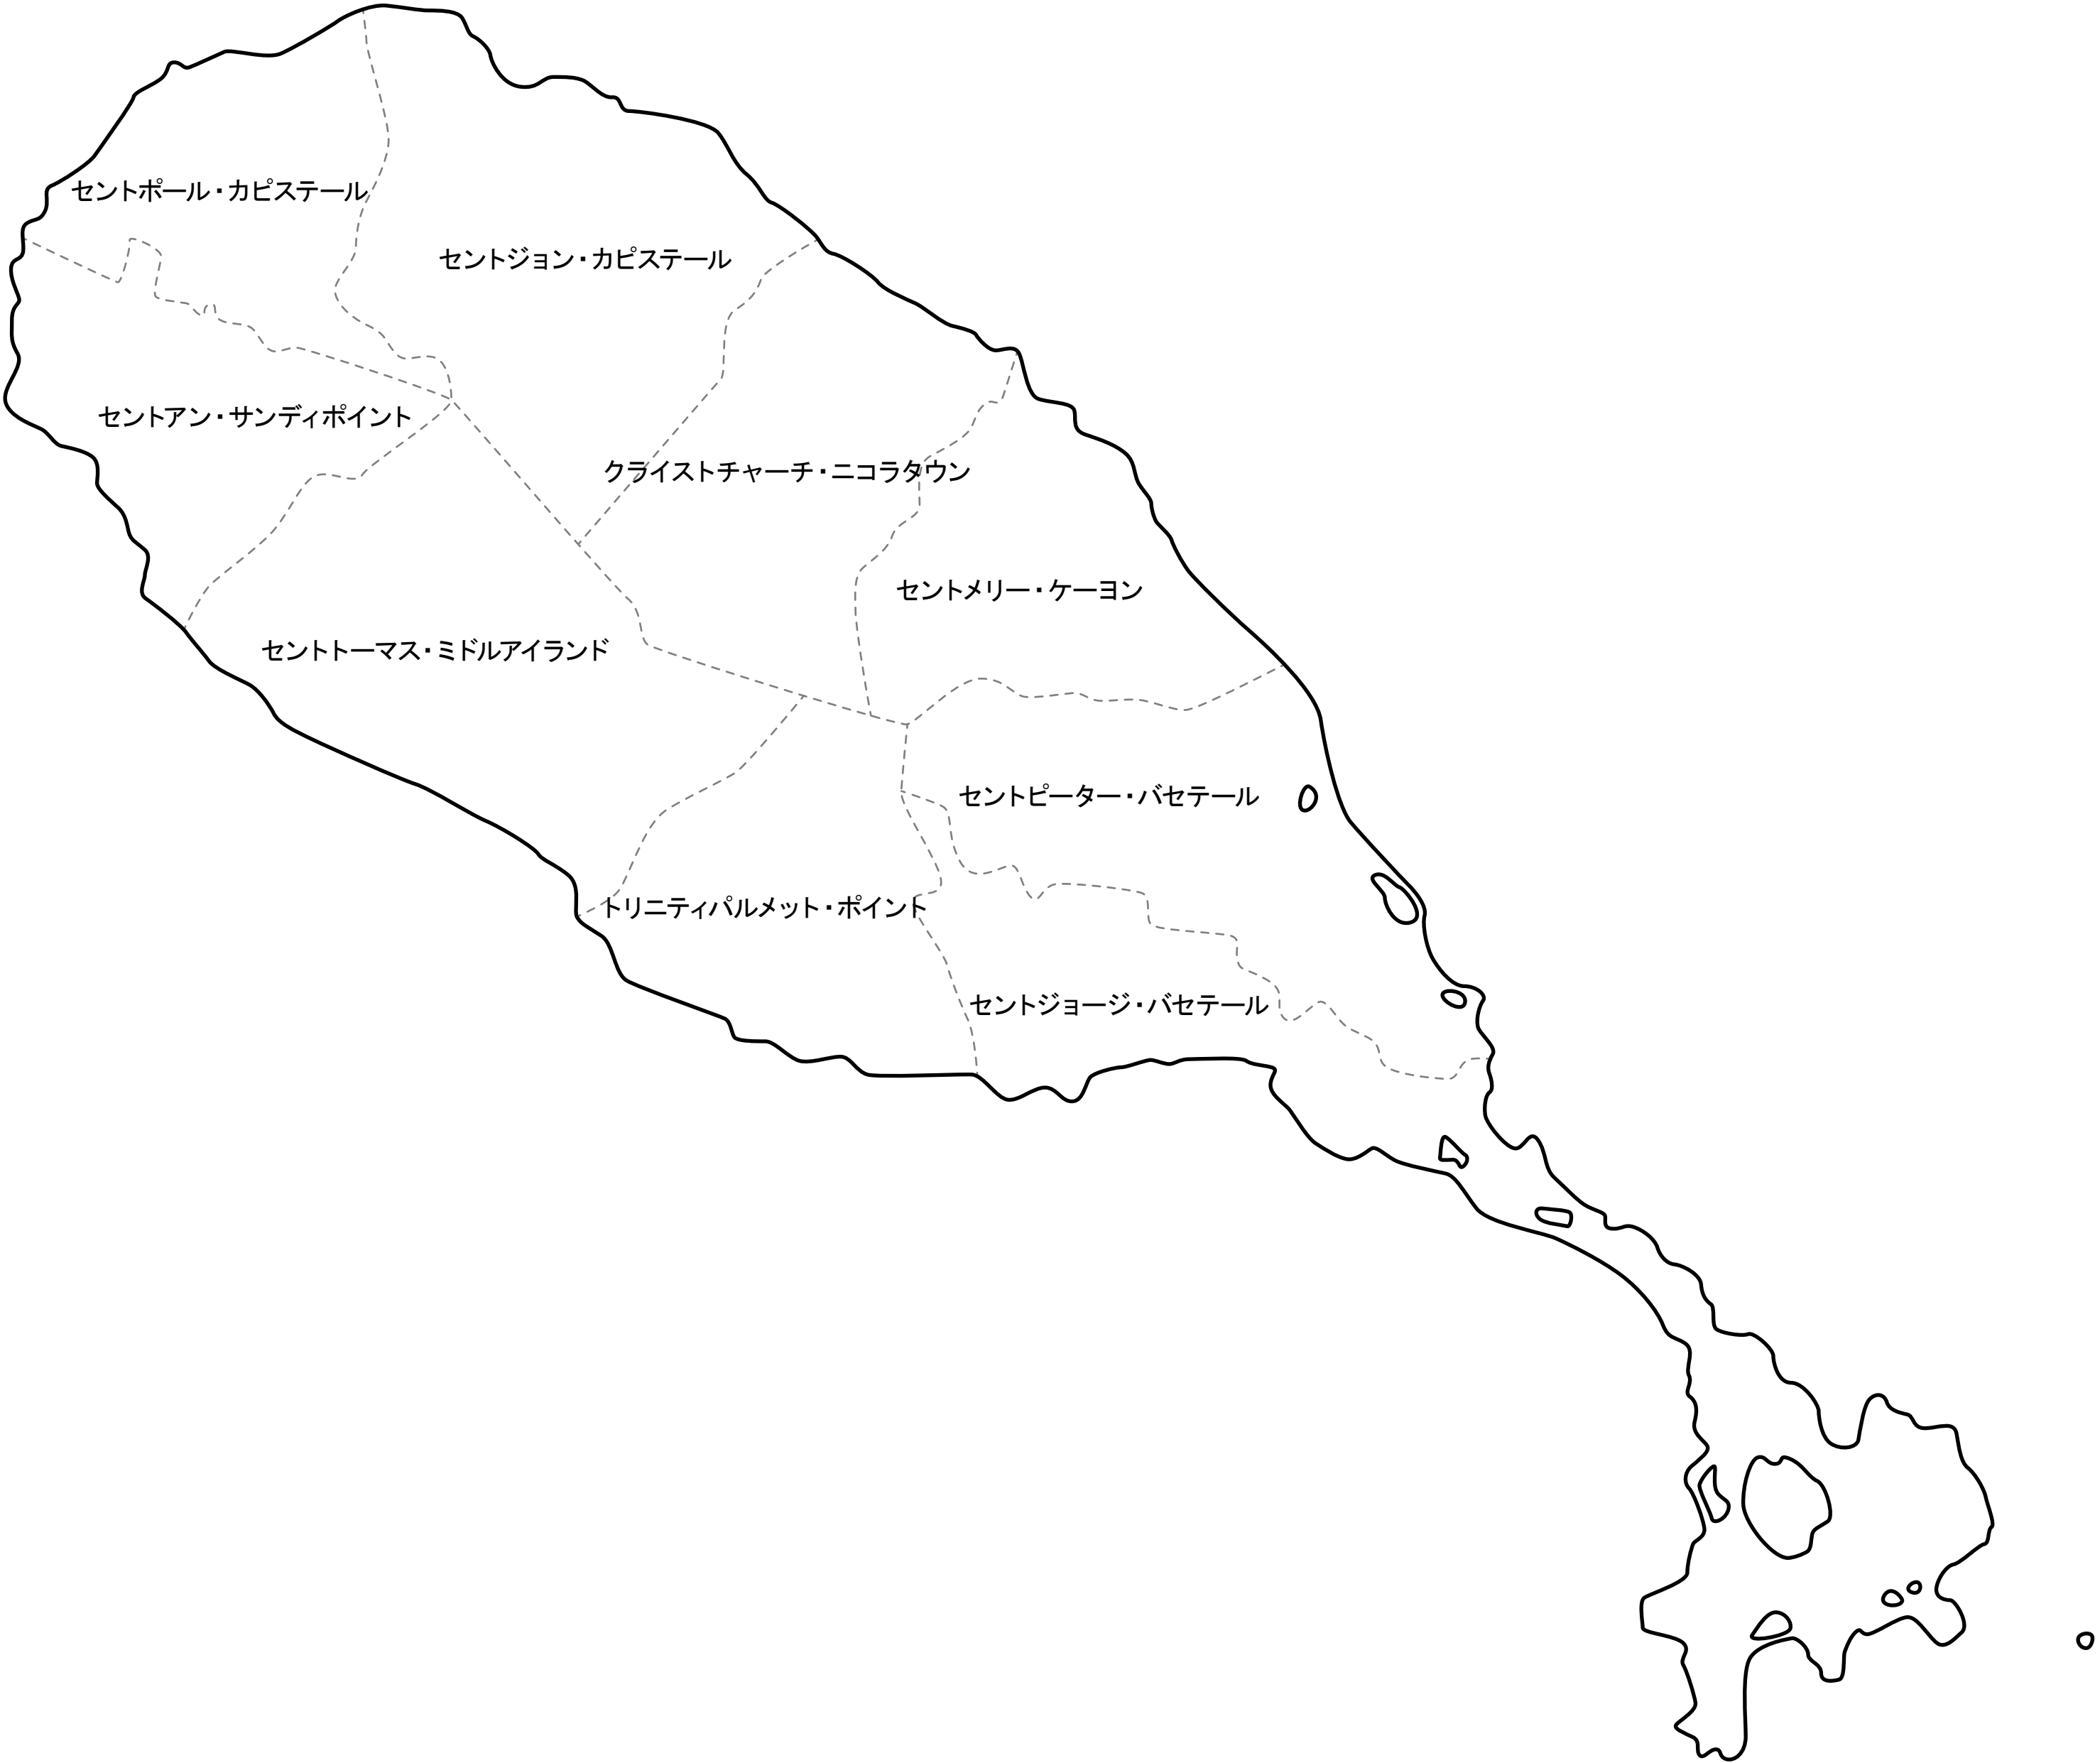 セントポール・カピステール
セントジョン・カピステール
セントアン・サンディポイント
クライストチャーチ・ニコラタウン
セントメリー・ケーヨン
セントトーマス・ミドルアイランド
セントピーター・バセテール
トリニティパルメット・ポイント
セントジョージ・バセテール